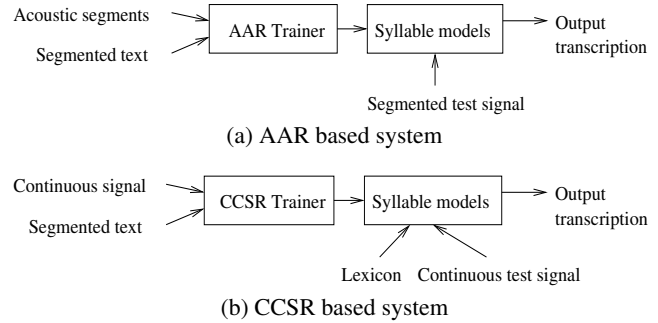 Acoustic segments
Segmented text
AAR Trainer
Syllable models
Output
transcription
Segmented test signal
(a) AAR based system
Continuous signal
Segmented text
CCSR Trainer
Syllable models
Output
transcription
Lexicon
Continuous test signal
(b) CCSR based system